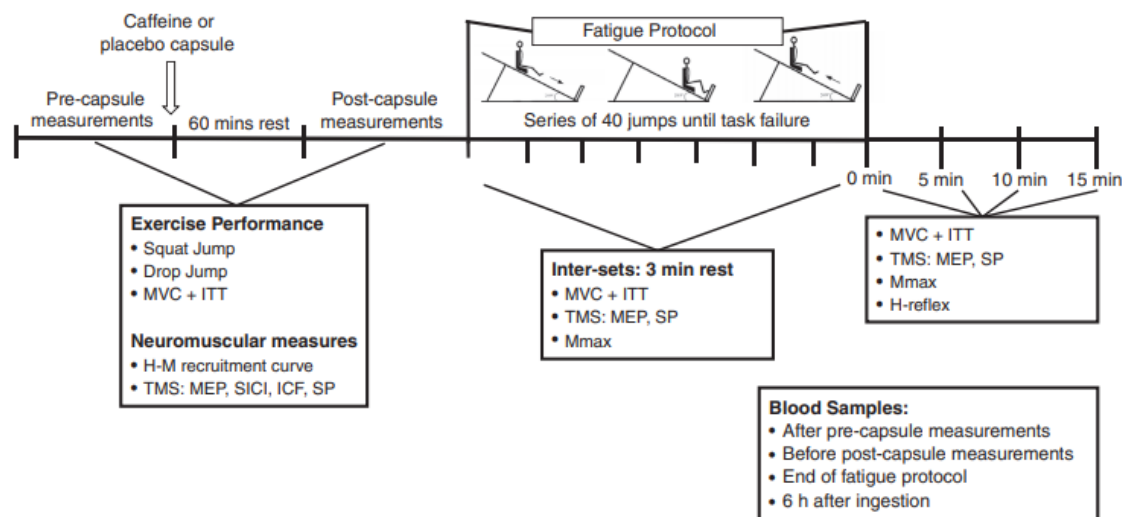 Caffeine or
placebo capsule
Fatigue Protocol
Pre-capsule
measurements
60 mins rest
Post-capsule
measurements
Series of 40 jumps until task failure
0 min
5 min
10 min
15 min
Exercise Performance
• Squat Jump
• Drop Jump
• MVC + ITT
Neuromuscular measures
• H-M recruitment curve
• TMS: MEP, SICI, ICF, SP
Inter-sets: 3 min rest
• MVC + ITT
• TMS: MEP, SP
• Mmax
• MVC + ITT
• TMS: MEP, SP
• Mmax
• H-reflex
Blood Samples:
• After pre-capsule measurements
• Before post-capsule measurements
• End of fatigue protocol
• 6 h after ingestion